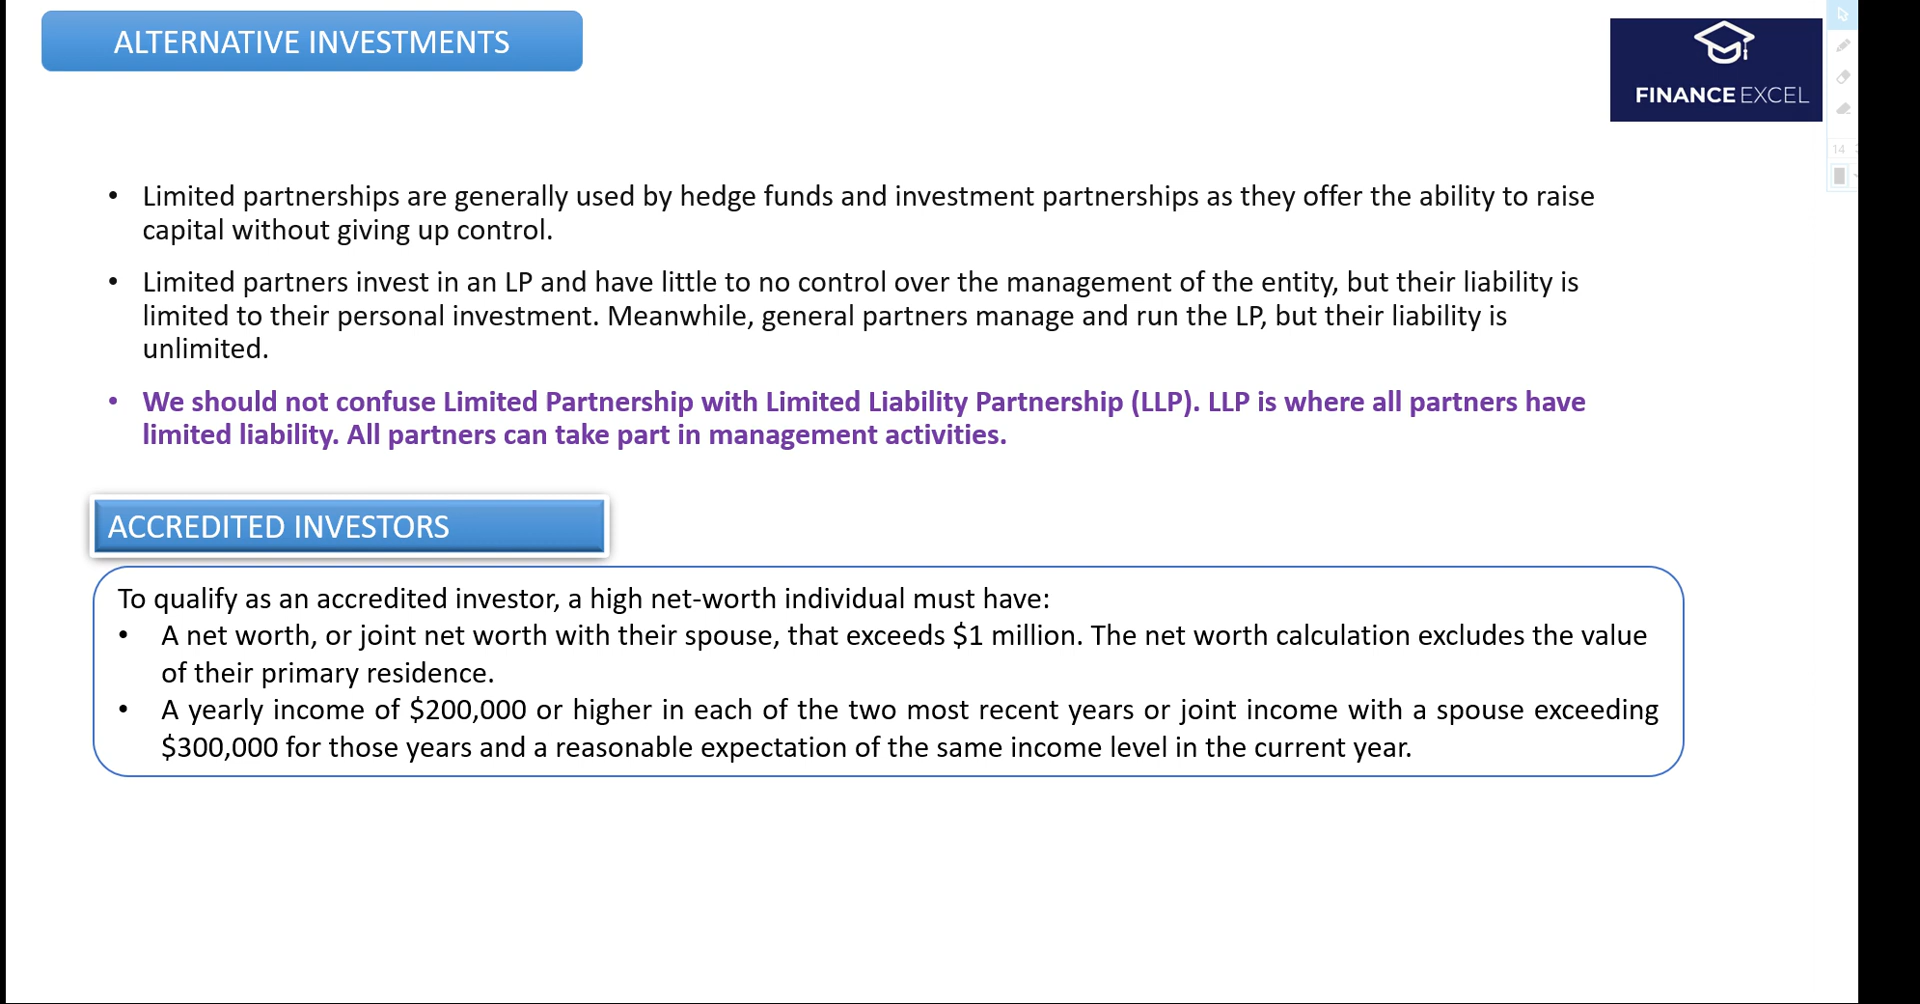 ALTERNATIVE INVESTMENTS
FINANCE EXCEL
14
• Limited partnerships are generally used by hedge funds and investment partnerships as they offer the ability to raise
capital without giving up control.
• Limited partners invest in an LP and have little to no control over the management of the entity, but their liability is
limited to their personal investment. Meanwhile, general partners manage and run the LP, but their liability is
unlimited.
• We should not confuse Limited Partnership with Limited Liability Partnership (LLP). LLP is where all partners have
limited liability. All partners can take part in management activities.
ACCREDITED INVESTORS
To qualify as an accredited investor, a high net-worth individual must have:
• A net worth, or joint net worth with their spouse, that exceeds $1 million. The net worth calculation excludes the value
of their primary residence.
• A yearly income of $200,000 or higher in each of the two most recent years or joint income with a spouse exceeding
$300,000 for those years and a reasonable expectation of the same income level in the current year.